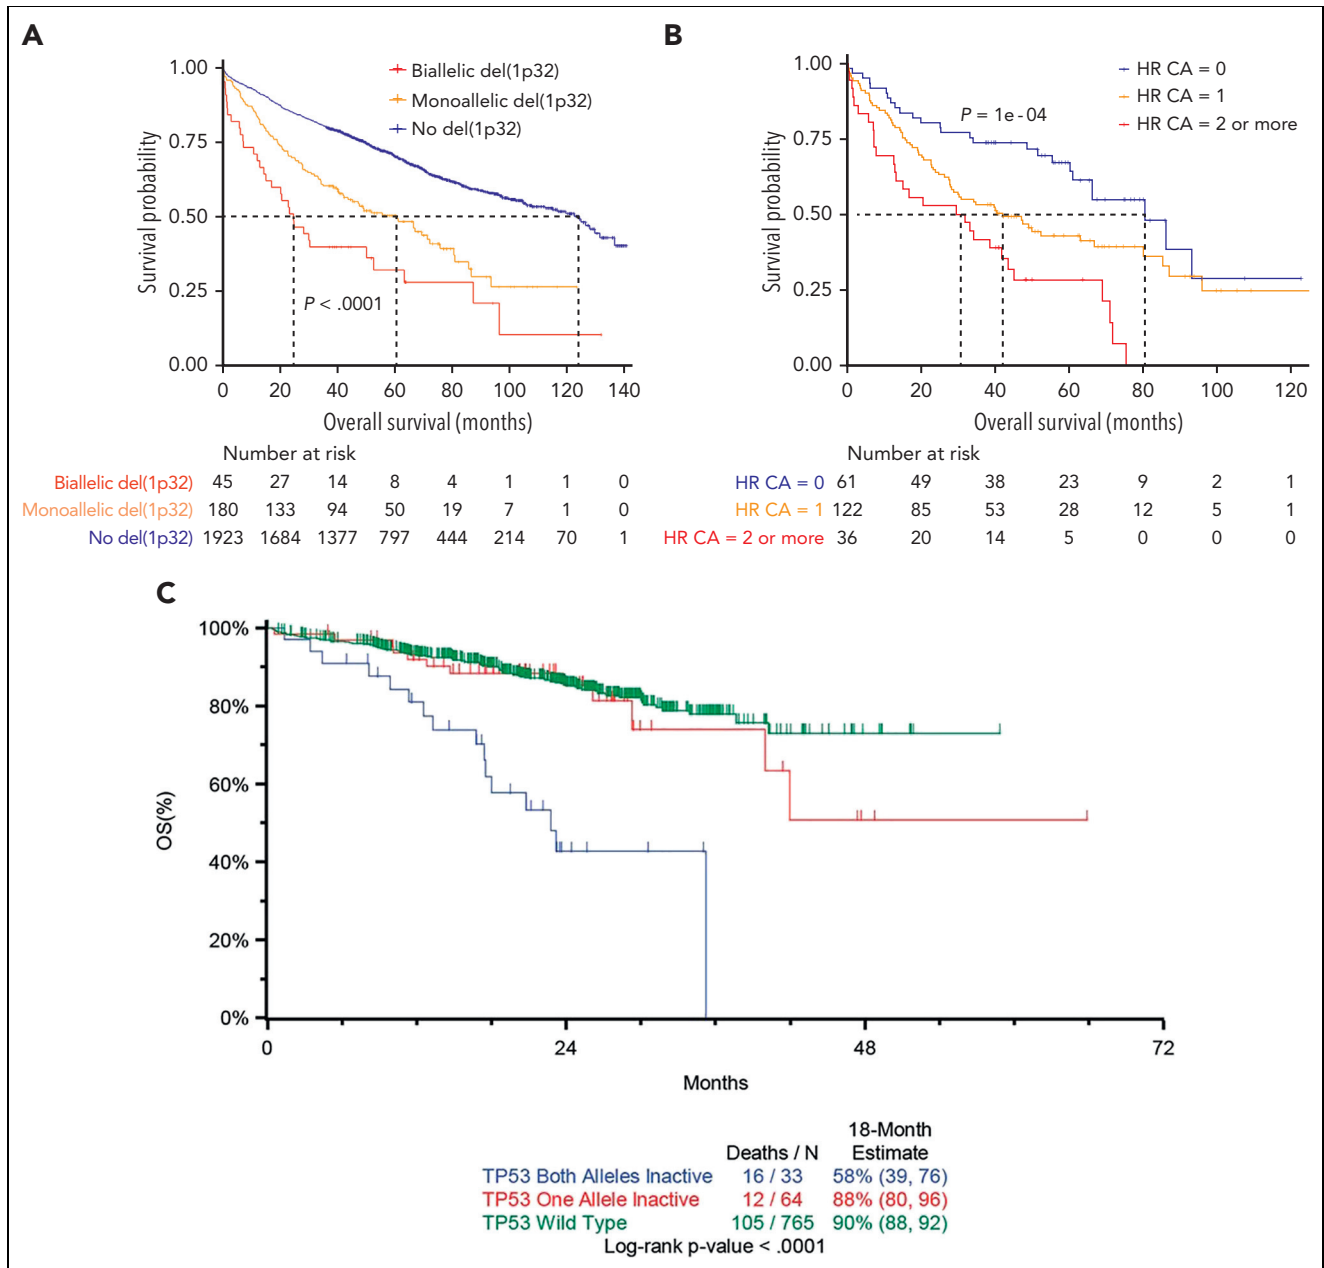 A
1.00
0.75
0.50
0.25
0.00
Survival probability
Biallelic del(1p32)
Monoallelic del(1p32)
No del(1p32)
P < .0001
0 20 40 60 80 100 120 140
Overall survival (months)
Number at risk
Biallelic del(1p32) 45 27 14 8 4 1 1 0
Monoallelic del(1p32) 180 133 94 50 19 7 1 0
No del(1p32) 1923 1684 1377 797 444 214 70 1
B
1.00
0.75
0.50
0.25
0.00
Survival probability
P = 1e-04
HR CA = 0
HR CA = 1
HR CA = 2 or more
0 20 40 60 80 100 120
Overall survival (months)
Number at risk
HR CA = 0 61 49 38 23 9 2 1
HR CA = 1 122 85 53 28 12 5 1
HR CA = 2 or more 36 20 14 5 0 0 0
C
100%
80%
60%
40%
20%
0%
OS(%)
0 24 48 72
Months
18-Month
Deaths / N Estimate
TP53 Both Alleles Inactive 16 / 33 58% (39, 76)
TP53 One Allele Inactive 12 / 64 88% (80, 96)
TP53 Wild Type 105 / 765 90% (88, 92)
Log-rank p-value < .0001